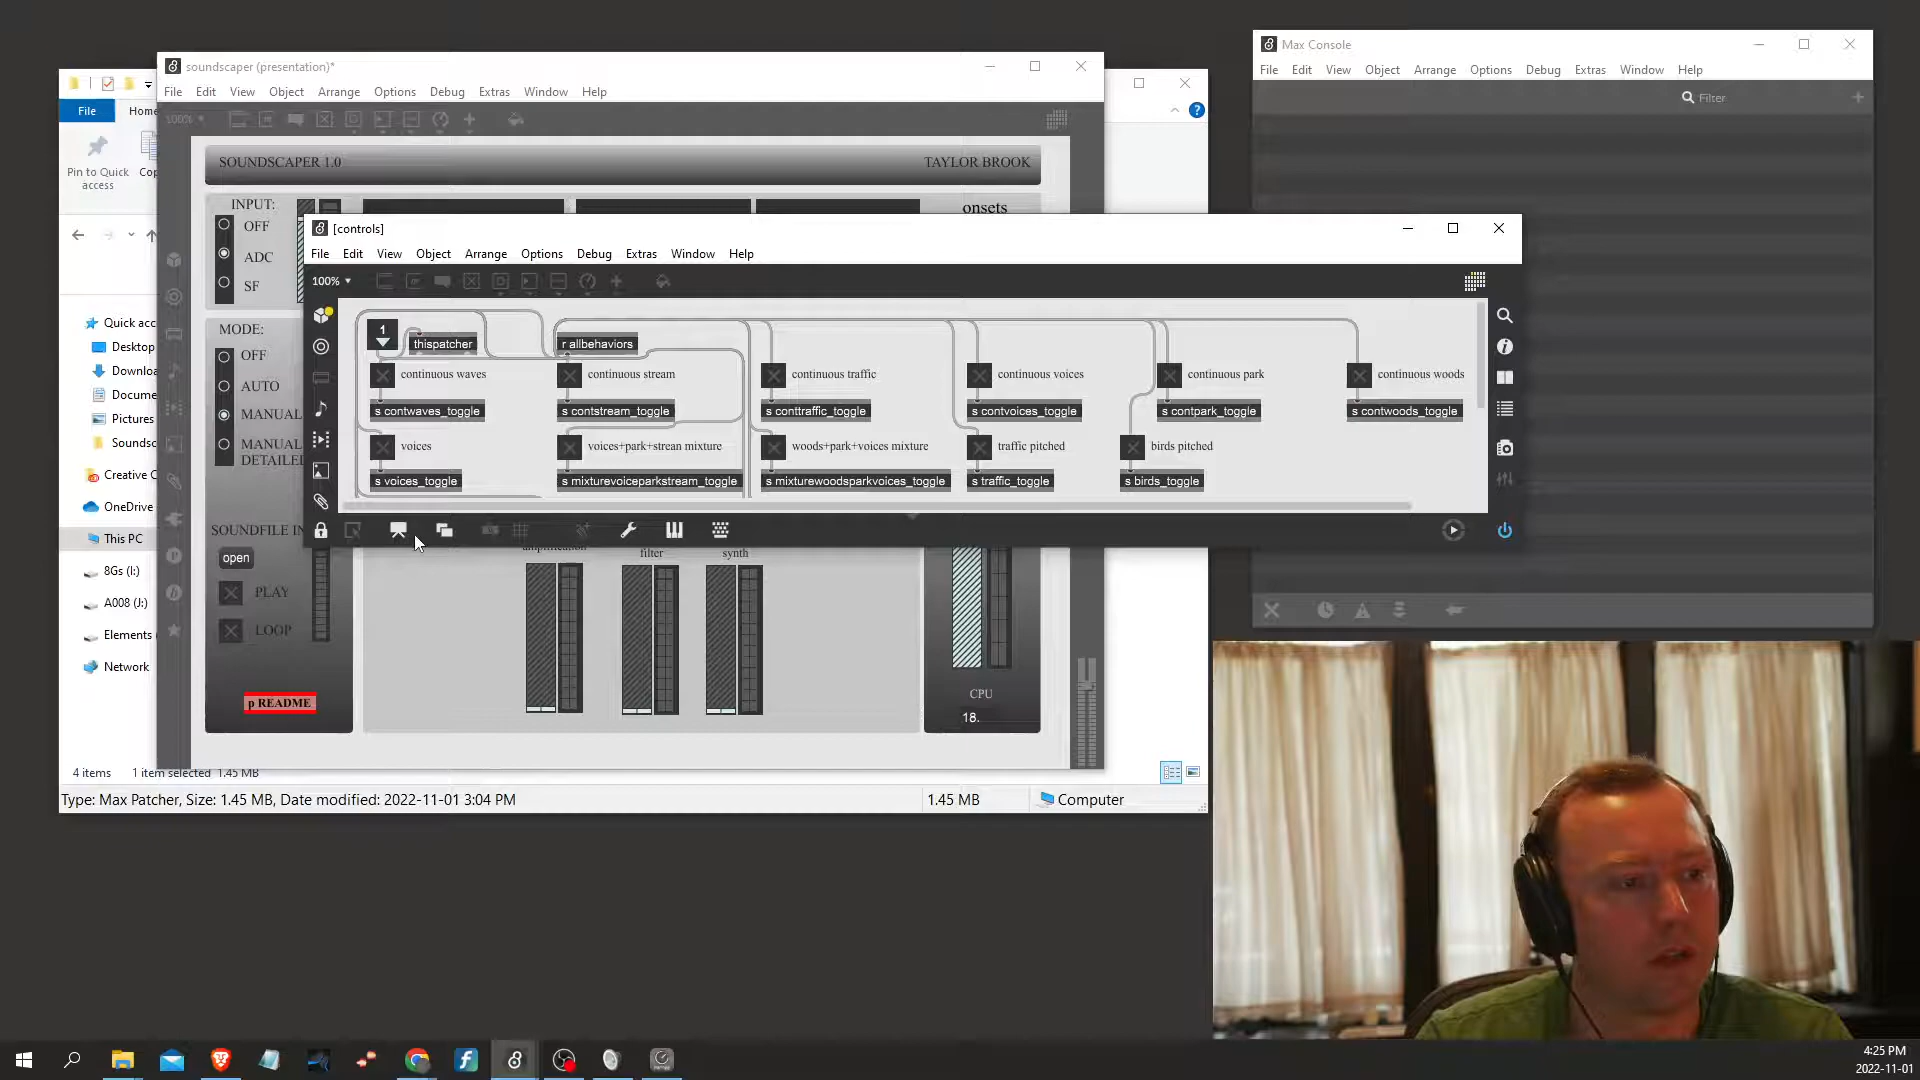 soundscaper (presentation)*
File Edit View Object Arrange Options Debug Extras Window Help
100%
SOUNDSCAPER 1.0
TAYLOR BROOK
INPUT:
OFF
ADC
SF
onsets
MODE:
OFF
AUTO
MANUAL
MANUAL
DETAILED
SOUNDFILE IN
open
PLAY
LOOP
p README
filter
synth
CPU
18.
[controls]
File Edit View Object Arrange Options Debug Extras Window Help
100%
1
thispatcher
r allbehaviors
continuous waves
continuous stream
continuous traffic
continuous voices
continuous park
continuous woods
s contwaves_toggle
s contstream_toggle
s conttraffic_toggle
s contvoices_toggle
s contpark_toggle
s contwoods_toggle
voices
voices+park+strean mixture
woods+park+voices mixture
traffic pitched
birds pitched
s voices_toggle
s mixturevoiceparkstream_toggle
s mixturewoodsparkvoices_toggle
s traffic_toggle
s birds_toggle
Max Console
File Edit View Object Arrange Options Debug Extras Window Help
Filter
File
Home
Pin to Quick
access
Cop
Quick acc
Desktop
Downloa
Docume
Pictures
Soundsc
Creative C
OneDrive
This PC
8Gs (I:)
A008 (J:)
Elements
Network
4 items
1 item selected 1.45 MB
Type: Max Patcher, Size: 1.45 MB, Date modified: 2022-11-01 3:04 PM
1.45 MB
Computer
4:25 PM
2022-11-01